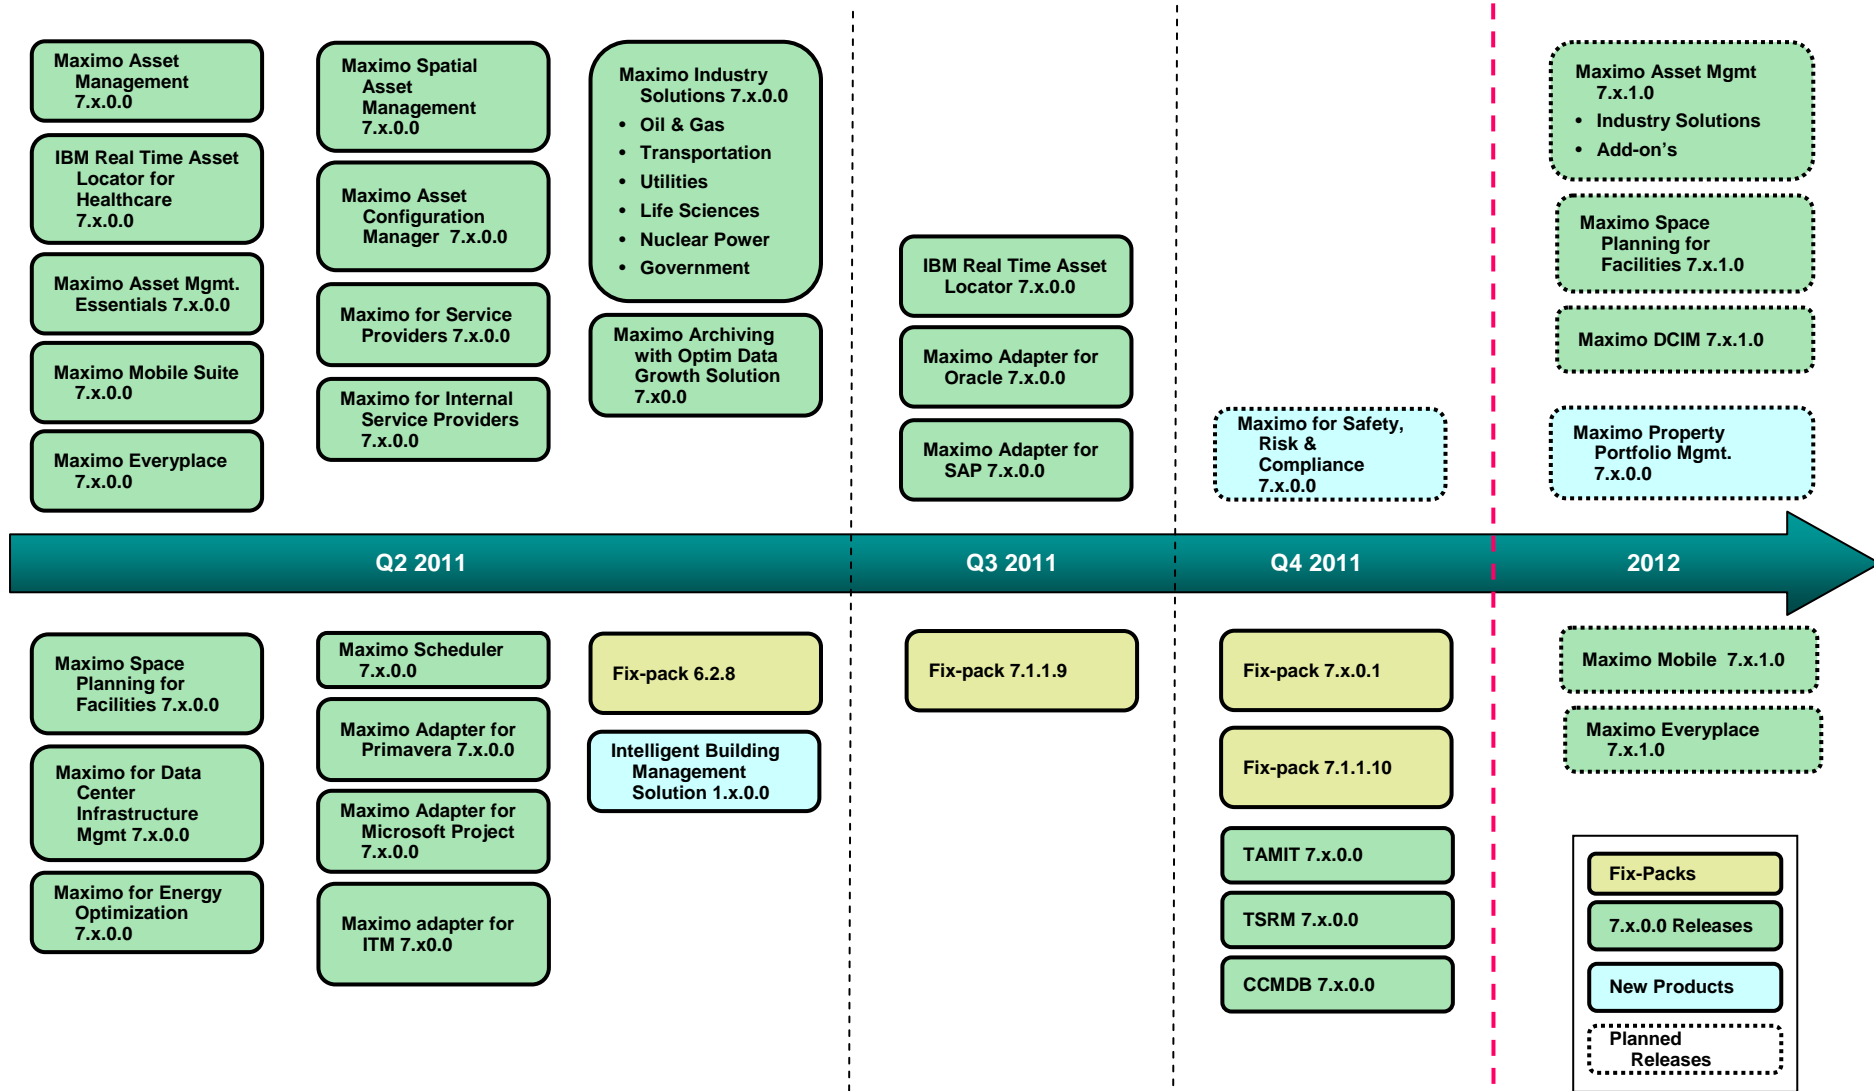 Maximo Asset
Management
7.x.0.0
IBM Real Time Asset
Locator for
Healthcare
7.x.0.0
Maximo Asset Mgmt.
Essentials 7.x.0.0
Maximo Mobile Suite
7.x.0.0
Maximo Everyplace
7.x.0.0
Maximo Spatial
Asset
Management
7.x.0.0
Maximo Asset
Configuration
Manager 7.x.0.0
Maximo for Service
Providers 7.x.0.0
Maximo for Internal
Service Providers
7.x.0.0
Maximo Industry
Solutions 7.x.0.0
• Oil & Gas
• Transportation
• Utilities
• Life Sciences
• Nuclear Power
• Government
Maximo Archiving
with Optim Data
Growth Solution
7.x0.0
IBM Real Time Asset
Locator 7.x.0.0
Maximo Adapter for
Oracle 7.x.0.0
Maximo Adapter for
SAP 7.x.0.0
Maximo for Safety,
Risk &
Compliance
7.x.0.0
Maximo Asset Mgmt
7.x.1.0
• Industry Solutions
• Add-on's
Maximo Space
Planning for
Facilities 7.x.1.0
Maximo DCIM 7.x.1.0
Maximo Property
Portfolio Mgmt.
7.x.0.0
Q2 2011
Q3 2011
Q4 2011
2012
Maximo Space
Planning for
Facilities 7.x.0.0
Maximo for Data
Center
Infrastructure
Mgmt 7.x.0.0
Maximo for Energy
Optimization
7.x.0.0
Maximo Scheduler
7.x.0.0
Maximo Adapter for
Primavera 7.x.0.0
Maximo Adapter for
Microsoft Project
7.x.0.0
Maximo adapter for
ITM 7.x0.0
Fix-pack 6.2.8
Intelligent Building
Management
Solution 1.x.0.0
Fix-pack 7.1.1.9
Fix-pack 7.x.0.1
Fix-pack 7.1.1.10
TAMIT 7.x.0.0
TSRM 7.x.0.0
CCMDB 7.x.0.0
Maximo Mobile 7.x.1.0
Maximo Everyplace
7.x.1.0
Fix-Packs
7.x.0.0 Releases
New Products
Planned
Releases